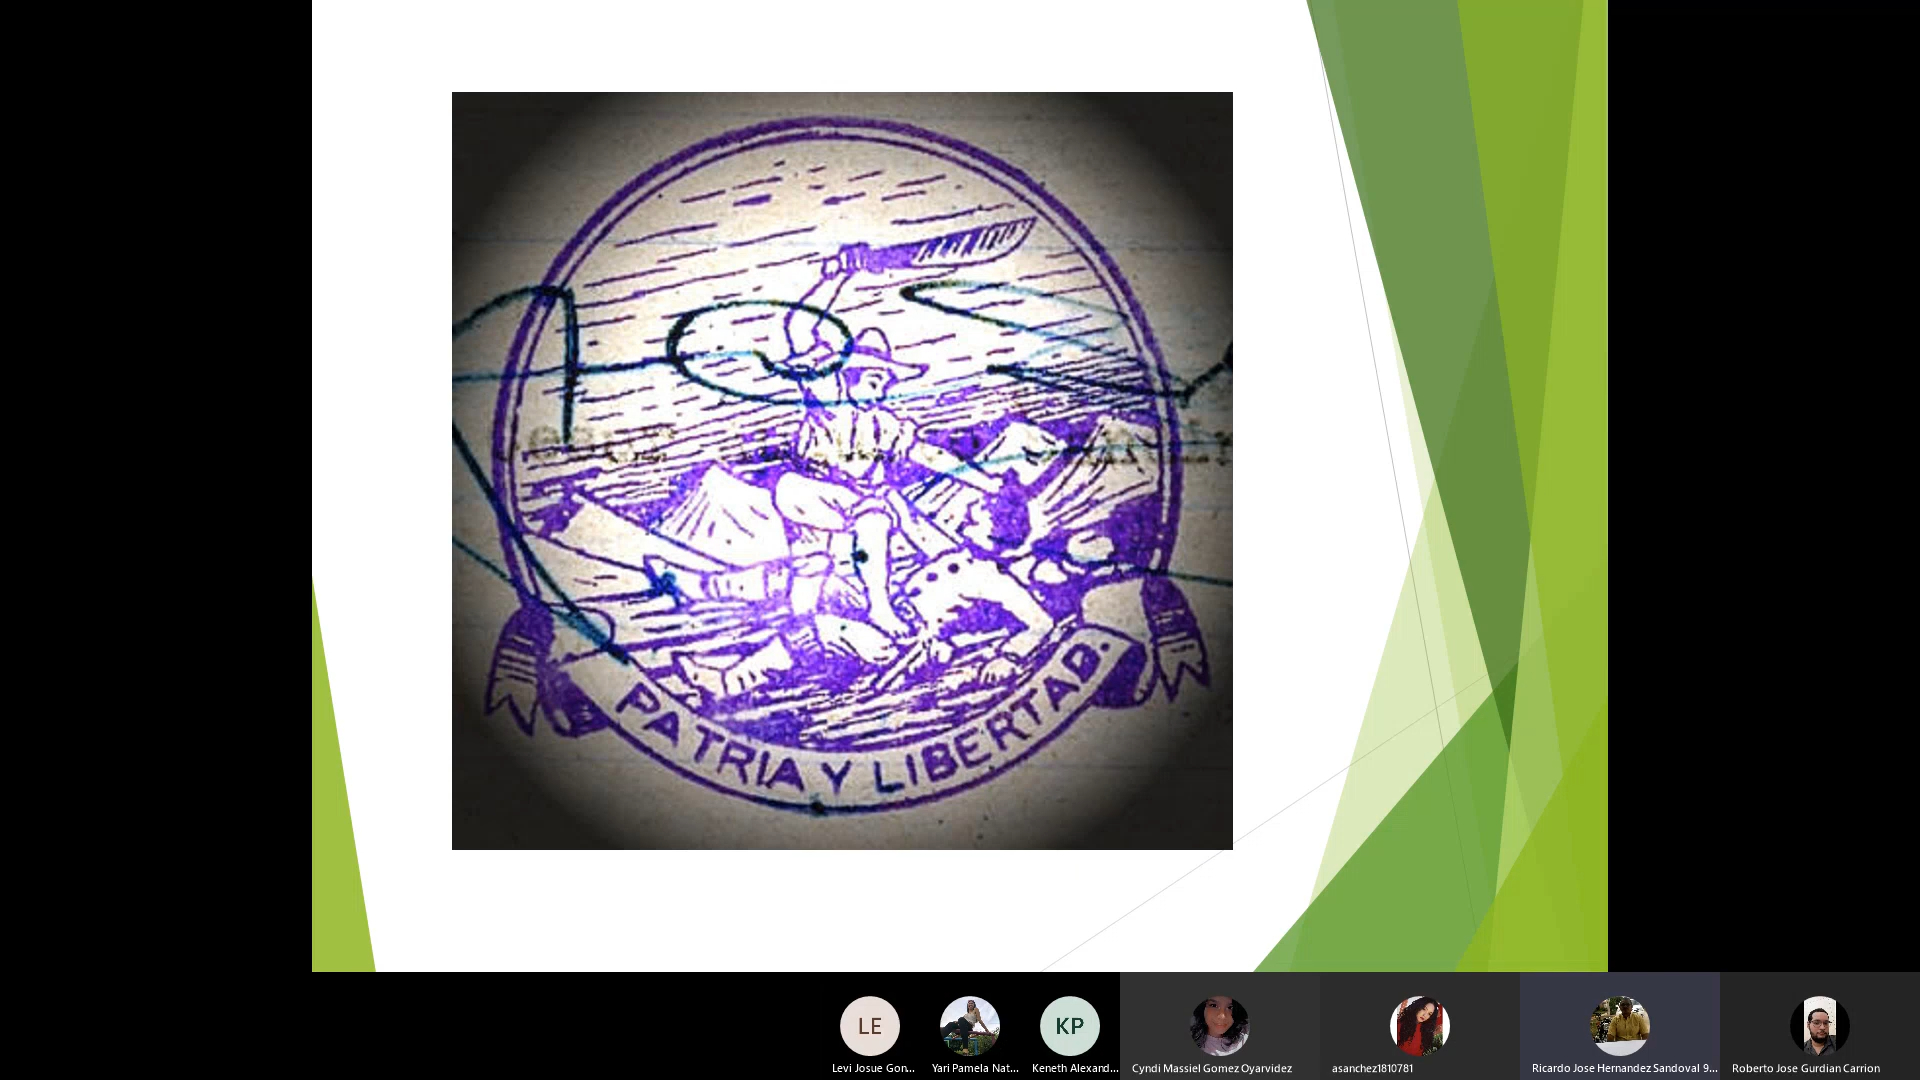 PATRIA Y LIBERTAD.
LE
KP
Levi Josue Gon...
Yari Pamela Nat...
Keneth Alexand...
Cyndi Massiel Gomez Oyarvidez
asanchez1810781
Ricardo Jose Hernandez Sandoval 9...
Roberto Jose Gurdian Carrion